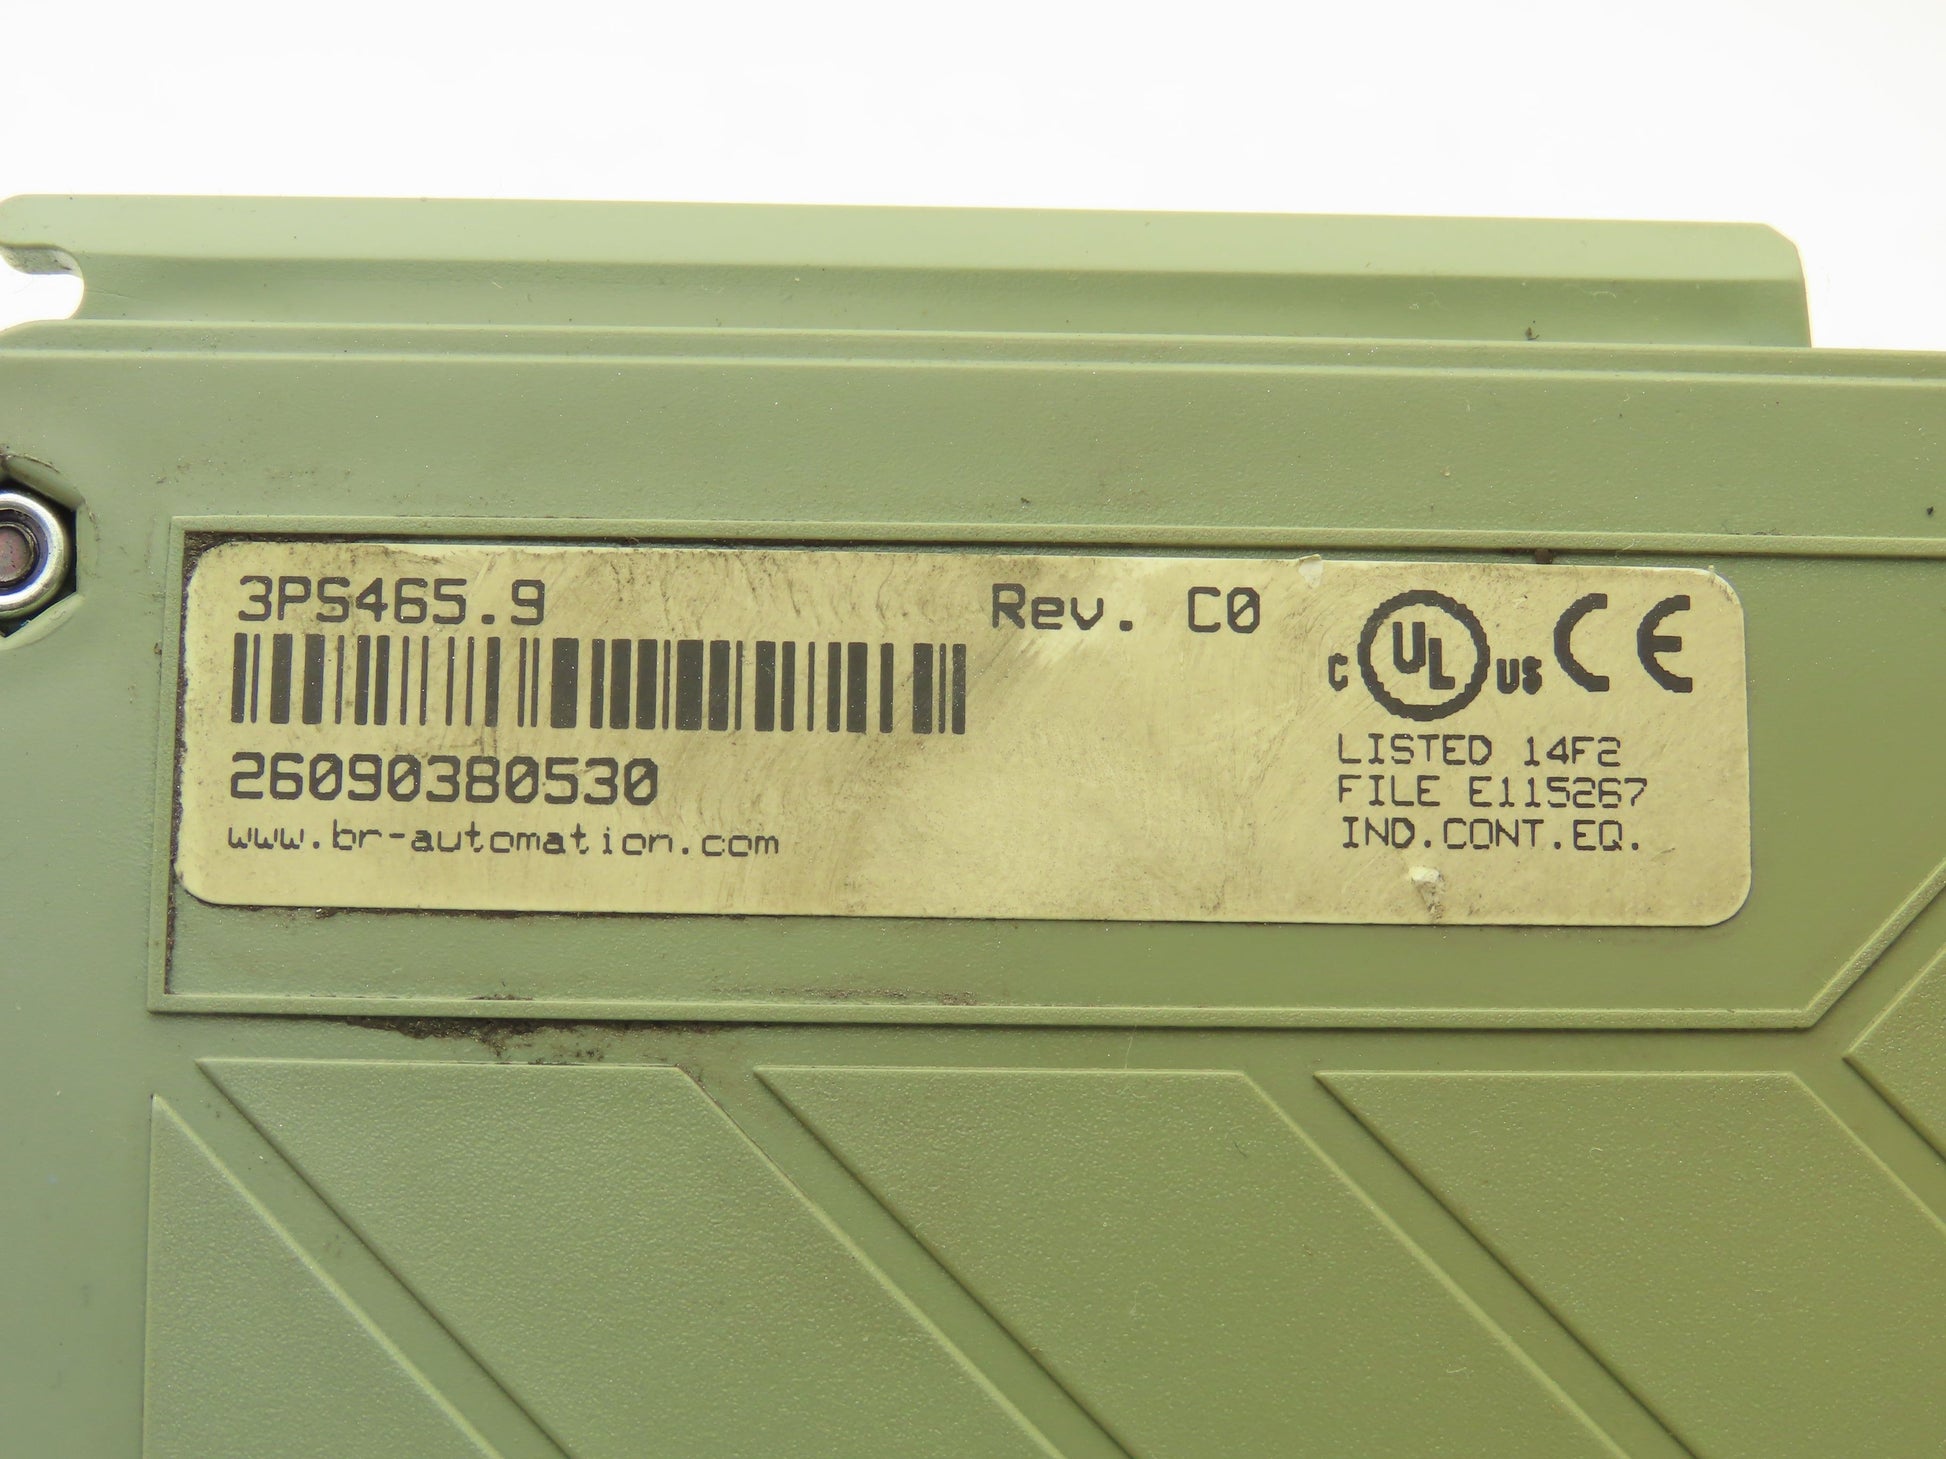 3PS465.9 Rev. C0
26090380530
www.br-automation.com
C UL US CE
LISTED 14F2
FILE E115267
IND.CONT.EQ.